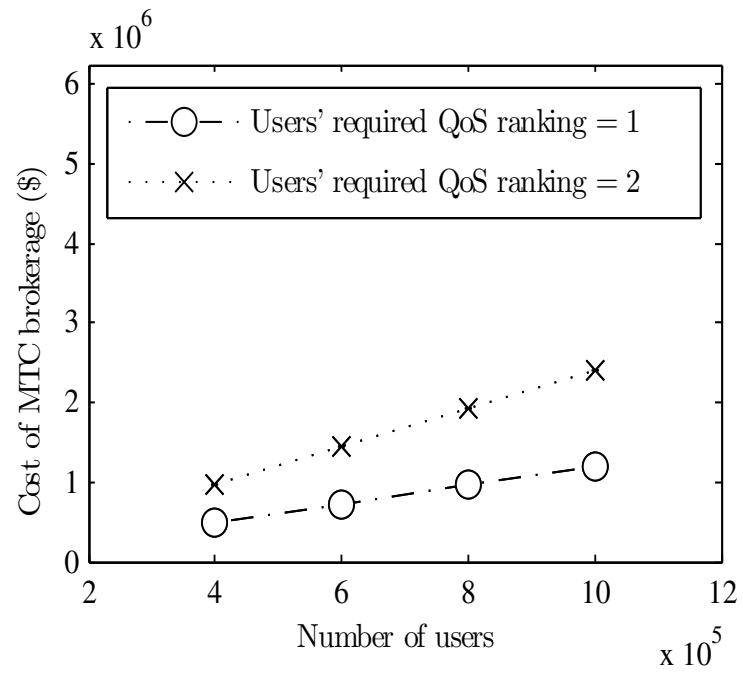 x 10^6
6
5
4
3
2
1
0
Cost of MTC brokerage ($)
Users' required QoS ranking = 1
Users' required QoS ranking = 2
2 4 6 8 10 12
Number of users
x 10^5